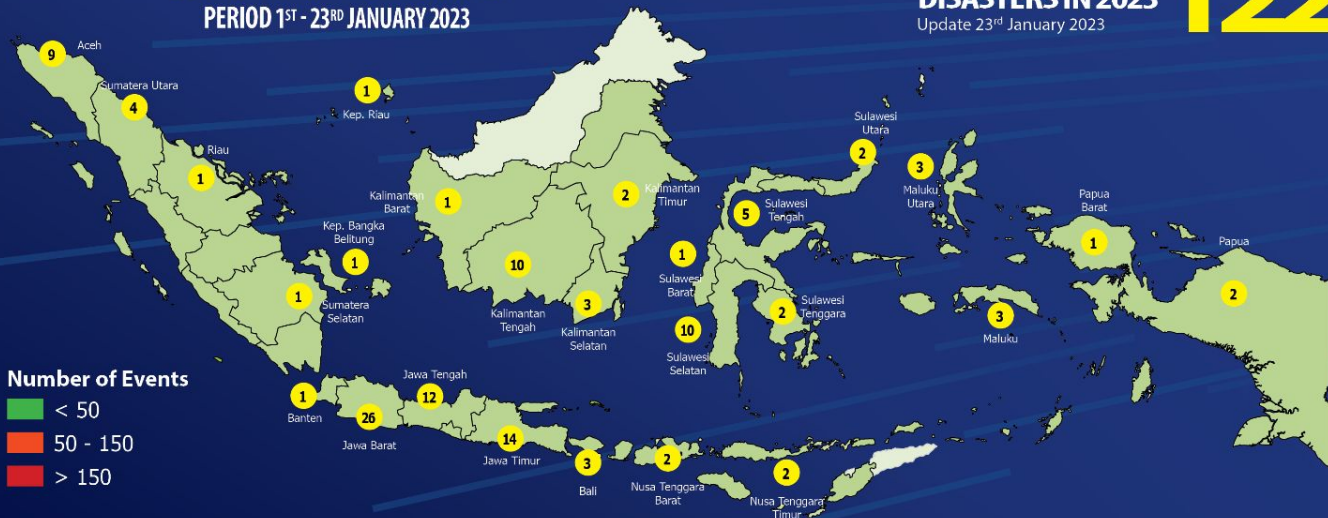 PERIOD 1ST - 23RD JANUARY 2023
DISASTERS IN 2023
Update 23rd January 2023
122
9
Aceh
Sumatera Utara
4
1
Kep. Riau
Riau
1
Kep. Bangka
Belitung
1
1
Sumatera
Selatan
Kalimantan
Barat
1
2
Kalimantan
Timur
10
Kalimantan
Tengah
3
Kalimantan
Selatan
Sulawesi
Utara
2
5
Sulawesi
Tengah
1
Sulawesi
Barat
2
Sulawesi
Tenggara
10
Sulawesi
Selatan
3
Maluku
Utara
3
Maluku
Papua
Barat
1
Papua
2
Number of Events
< 50
50 - 150
> 150
1
Banten
26
Jawa Barat
Jawa Tengah
12
14
Jawa Timur
3
Bali
2
Nusa Tenggara
Barat
2
Nusa Tenggara
Timur